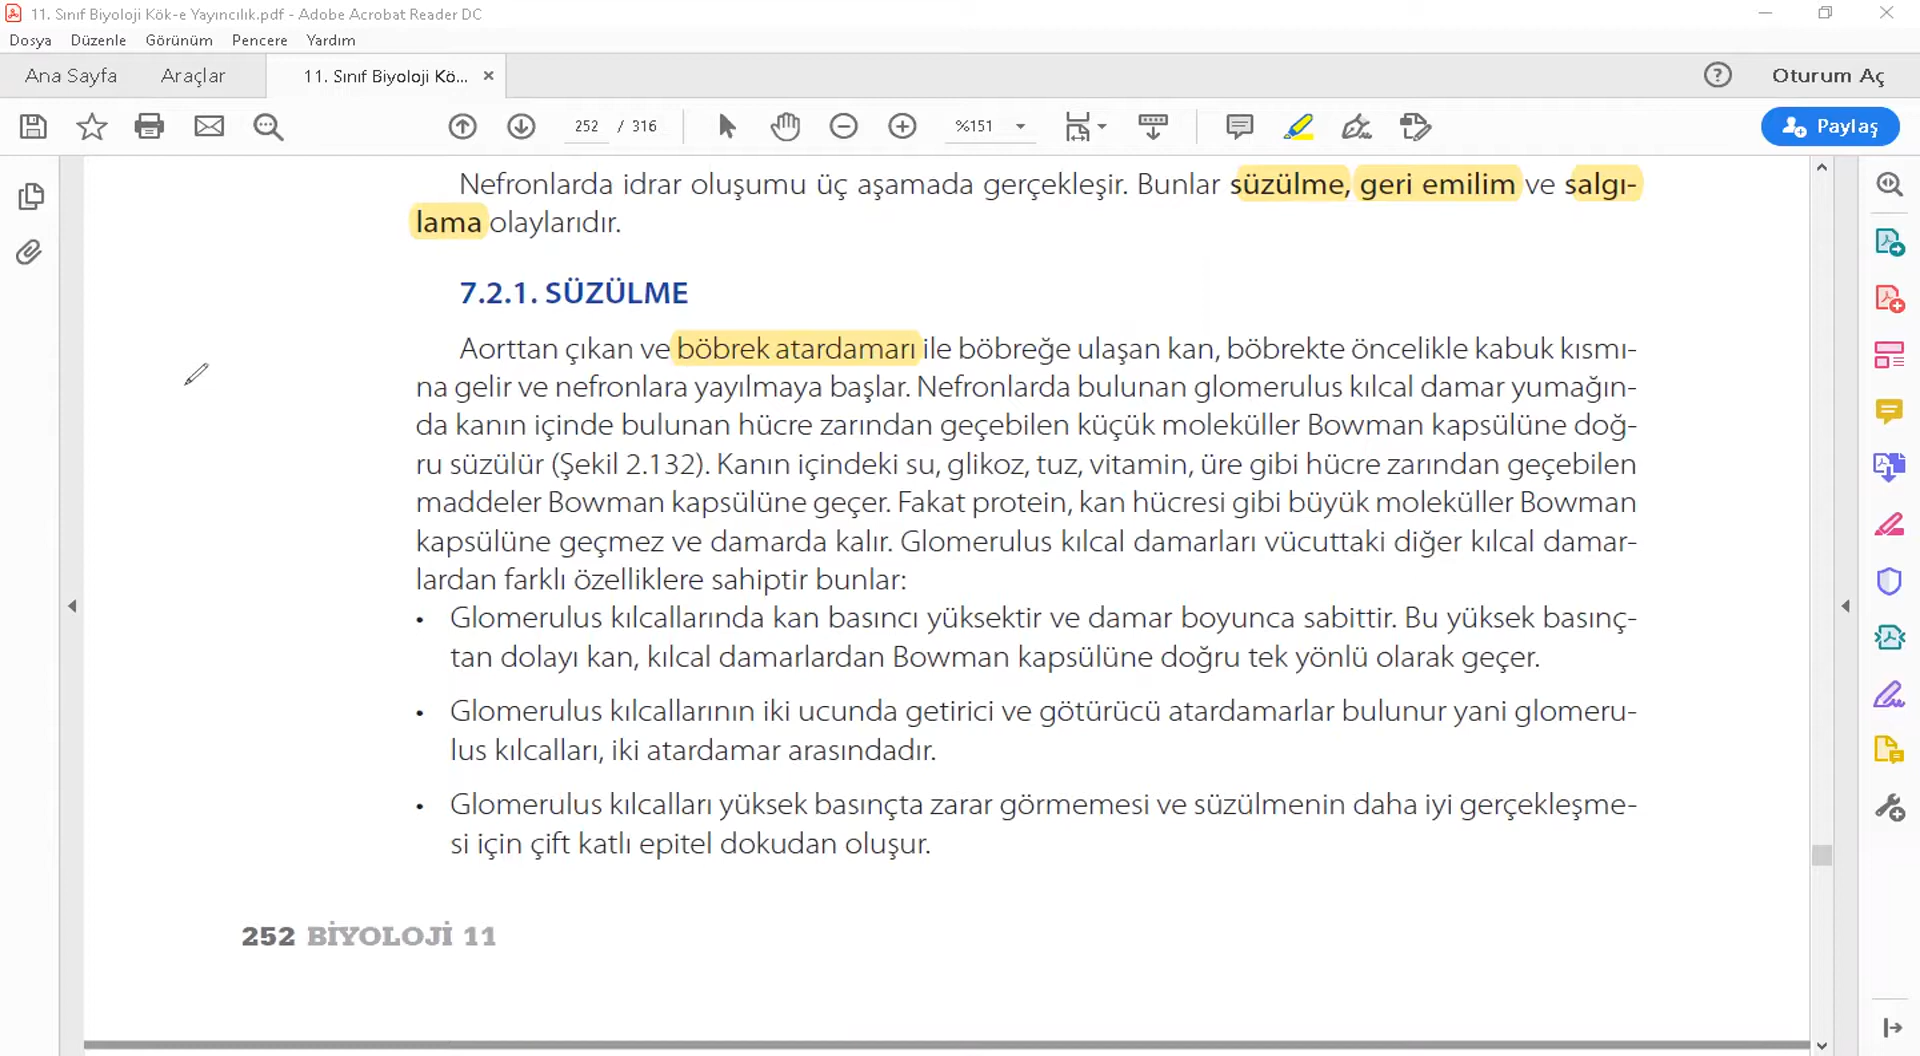 11. Sınıf Biyoloji Kök-e Yayıncılık.pdf - Adobe Acrobat Reader DC
Dosya Düzenle Görünüm Pencere Yardım
Ana Sayfa Araçlar 11. Sınıf Biyoloji Kö... × Oturum Aç
252 / 316 %151 Paylaş
Nefronlarda idrar oluşumu üç aşamada gerçekleşir. Bunlar süzülme, geri emilim ve salgı-
lama olaylarıdır.
7.2.1. SÜZÜLME
Aorttan çıkan ve böbrek atardamarı ile böbreğe ulaşan kan, böbrekte öncelikle kabuk kısmı-
na gelir ve nefronlara yayılmaya başlar. Nefronlarda bulunan glomerulus kılcal damar yumağın-
da kanın içinde bulunan hücre zarından geçebilen küçük moleküller Bowman kapsülüne doğ-
ru süzülür (Şekil 2.132). Kanın içindeki su, glikoz, tuz, vitamin, üre gibi hücre zarından geçebilen
maddeler Bowman kapsülüne geçer. Fakat protein, kan hücresi gibi büyük moleküller Bowman
kapsülüne geçmez ve damarda kalır. Glomerulus kılcal damarları vücuttaki diğer kılcal damar-
lardan farklı özelliklere sahiptir bunlar:
• Glomerulus kılcallarında kan basıncı yüksektir ve damar boyunca sabittir. Bu yüksek basınç-
tan dolayı kan, kılcal damarlardan Bowman kapsülüne doğru tek yönlü olarak geçer.
• Glomerulus kılcallarının iki ucunda getirici ve götürücü atardamarlar bulunur yani glomeru-
lus kılcalları, iki atardamar arasındadır.
• Glomerulus kılcalları yüksek basınçta zarar görmemesi ve süzülmenin daha iyi gerçekleşme-
si için çift katlı epitel dokudan oluşur.
252 BİYOLOJİ 11